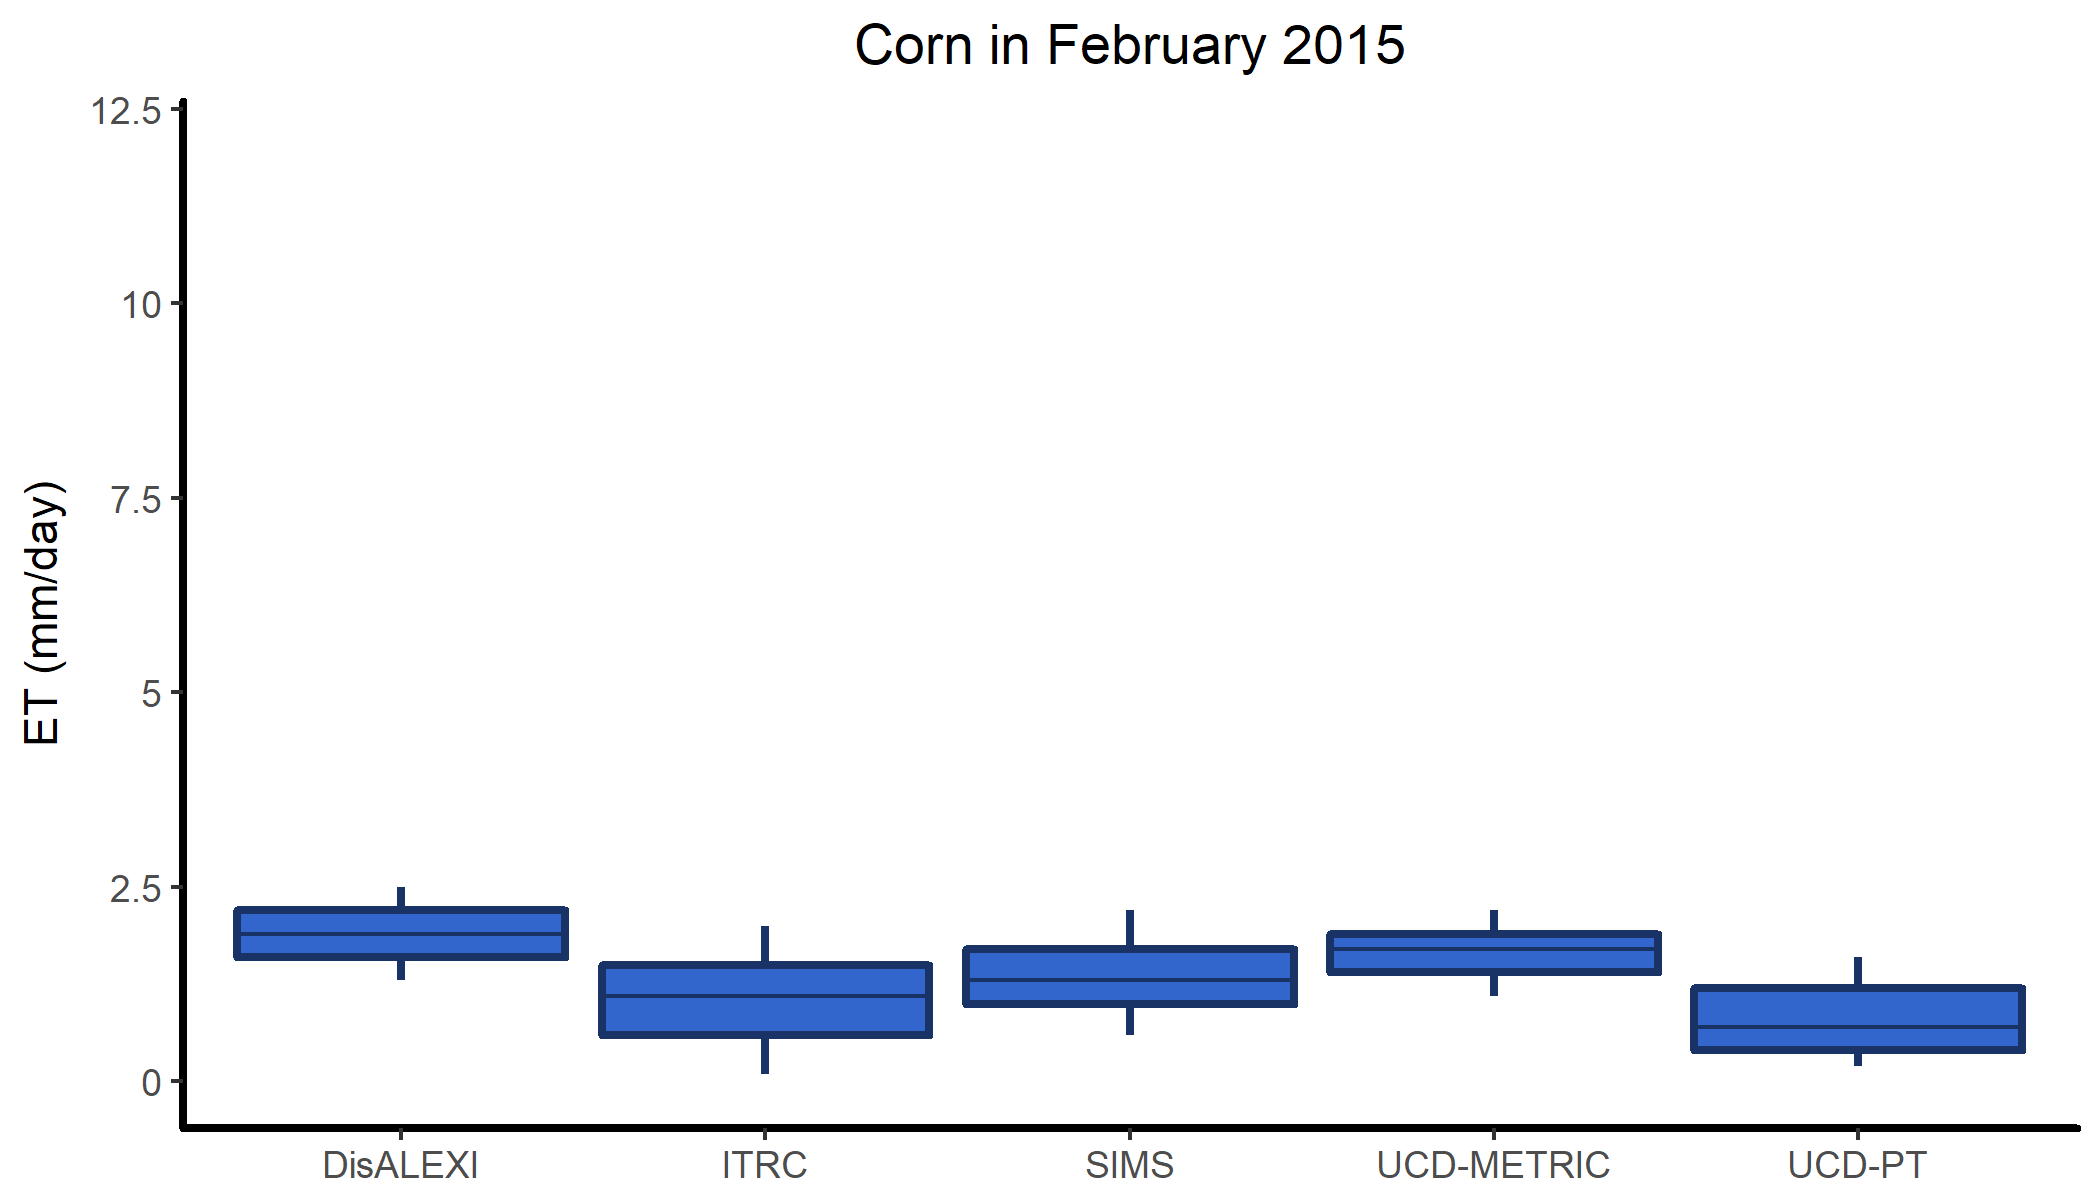 Corn in February 2015
ET (mm/day)
12.5
10
7.5
5
2.5
0
DisALEXI
ITRC
SIMS
UCD-METRIC
UCD-PT